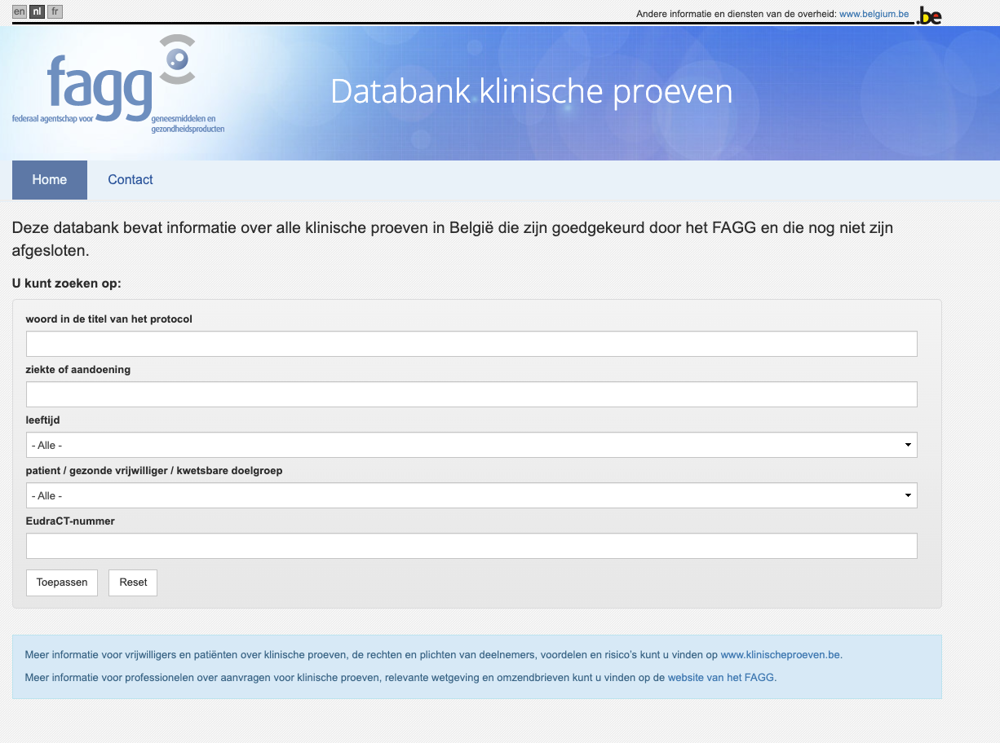 en nl fr
Andere informatie en diensten van de overheid: www.belgium.be .be
fagg
federaal agentschap voor geneesmiddelen en
gezondheidsproducten
Databank klinische proeven
Home Contact
Deze databank bevat informatie over alle klinische proeven in België die zijn goedgekeurd door het FAGG en die nog niet zijn
afgesloten.
U kunt zoeken op:
woord in de titel van het protocol
ziekte of aandoening
leeftijd
- Alle -
patient / gezonde vrijwilliger / kwetsbare doelgroep
- Alle -
EudraCT-nummer
Toepassen Reset
Meer informatie voor vrijwilligers en patiënten over klinische proeven, de rechten en plichten van deelnemers, voordelen en risico’s kunt u vinden op www.klinischeproeven.be.
Meer informatie voor professionelen over aanvragen voor klinische proeven, relevante wetgeving en omzendbrieven kunt u vinden op de website van het FAGG.